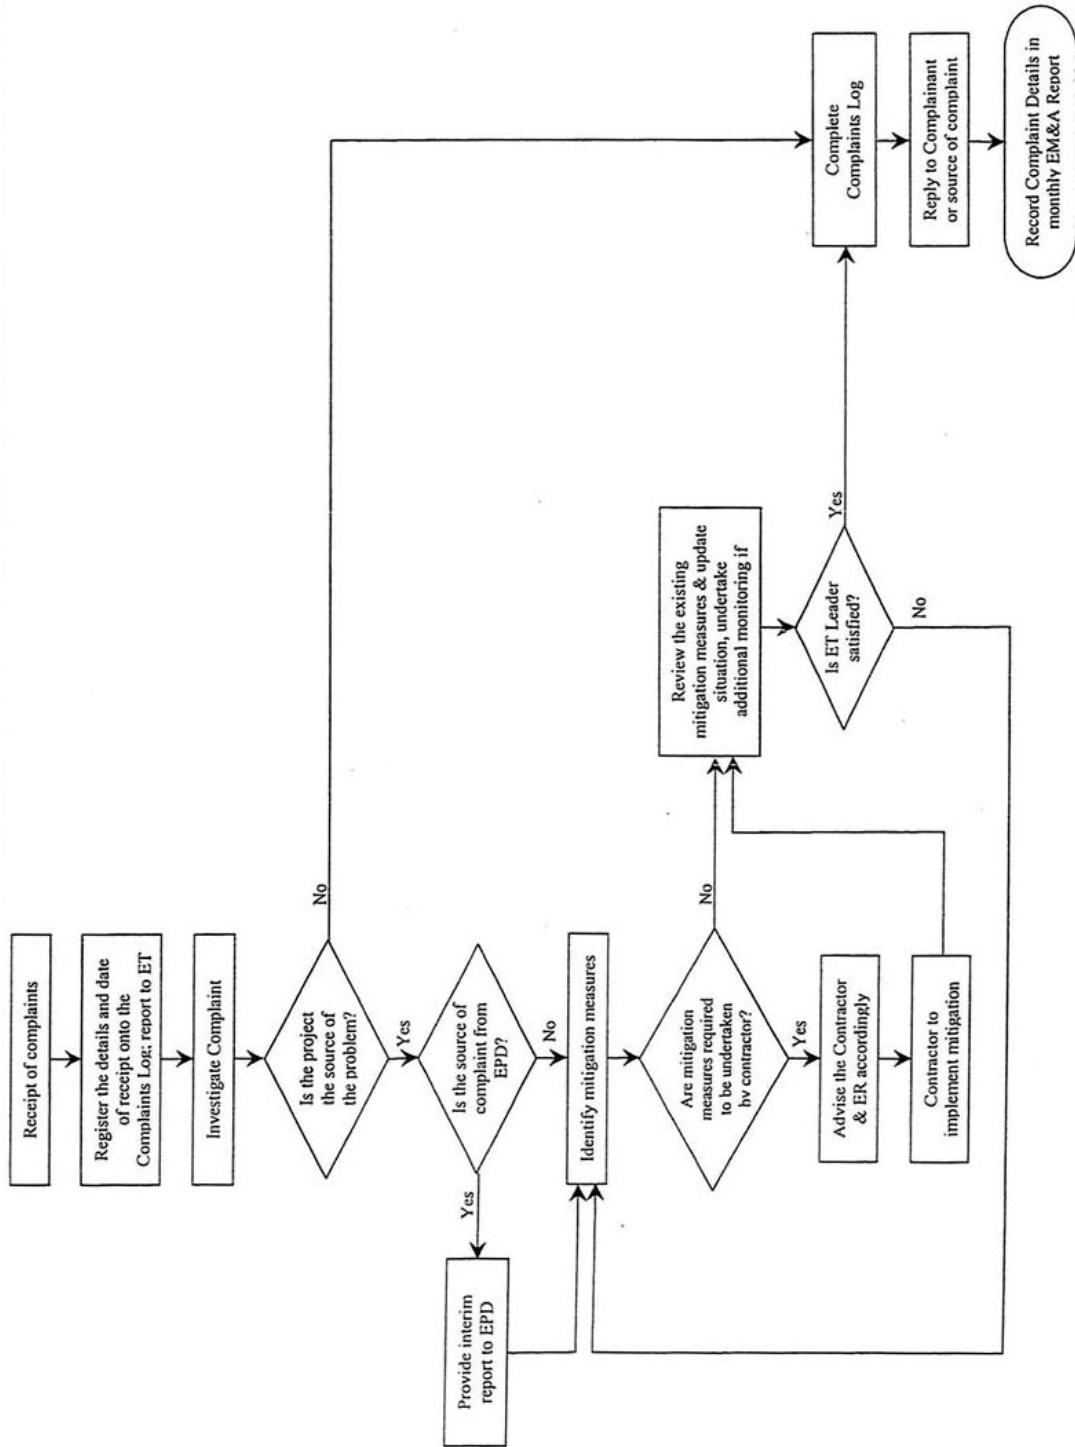 Receipt of complaints
Register the details and date
of receipt onto the
Complaints Log; report to ET
Investigate Complaint
Is the project
the source of
the problem?
No
Yes
Is the source of
complaint from
EPD?
Yes
No
Provide interim
report to EPD
Identify mitigation measures
Are mitigation
measures required
to be undertaken
by contractor?
No
Yes
Advise the Contractor
& ER accordingly
Contractor to
implement mitigation
Review the existing
mitigation measures & update
situation, undertake
additional monitoring if
Is ET Leader
satisfied?
Yes
No
Complete
Complaints Log
Reply to Complainant
or source of complaint
Record Complaint Details in
monthly EM&A Report